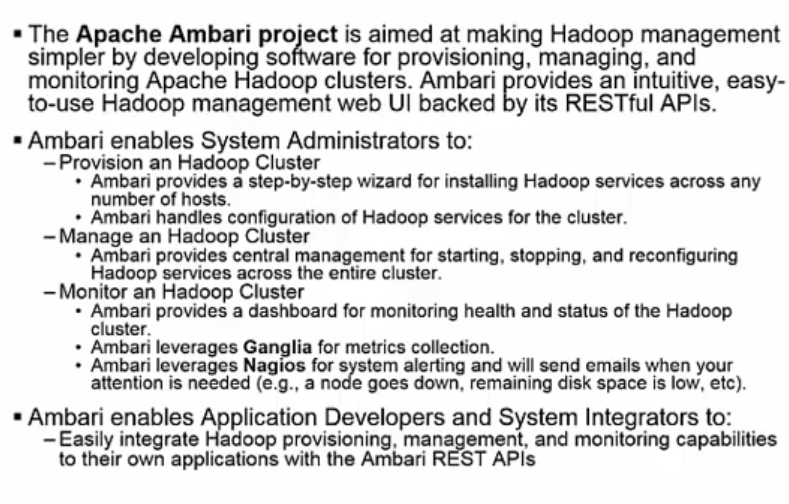 ▪ The Apache Ambari project is aimed at making Hadoop management
simpler by developing software for provisioning, managing, and
monitoring Apache Hadoop clusters. Ambari provides an intuitive, easy-
to-use Hadoop management web UI backed by its RESTful APIs.
▪ Ambari enables System Administrators to:
– Provision an Hadoop Cluster
• Ambari provides a step-by-step wizard for installing Hadoop services across any
number of hosts.
• Ambari handles configuration of Hadoop services for the cluster.
– Manage an Hadoop Cluster
• Ambari provides central management for starting, stopping, and reconfiguring
Hadoop services across the entire cluster.
– Monitor an Hadoop Cluster
• Ambari provides a dashboard for monitoring health and status of the Hadoop
cluster.
• Ambari leverages Ganglia for metrics collection.
• Ambari leverages Nagios for system alerting and will send emails when your
attention is needed (e.g., a node goes down, remaining disk space is low, etc).
▪ Ambari enables Application Developers and System Integrators to:
– Easily integrate Hadoop provisioning, management, and monitoring capabilities
to their own applications with the Ambari REST APIs